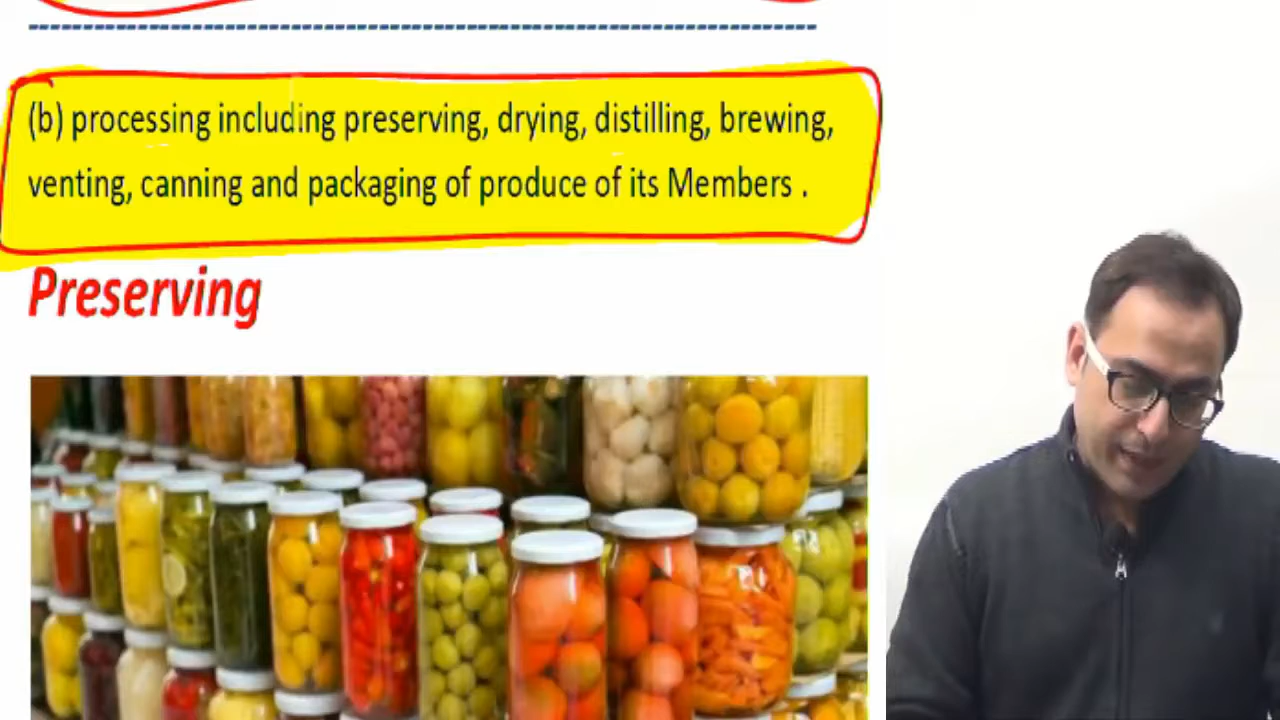 (b) processing including preserving, drying, distilling, brewing,
venting, canning and packaging of produce of its Members .
Preserving